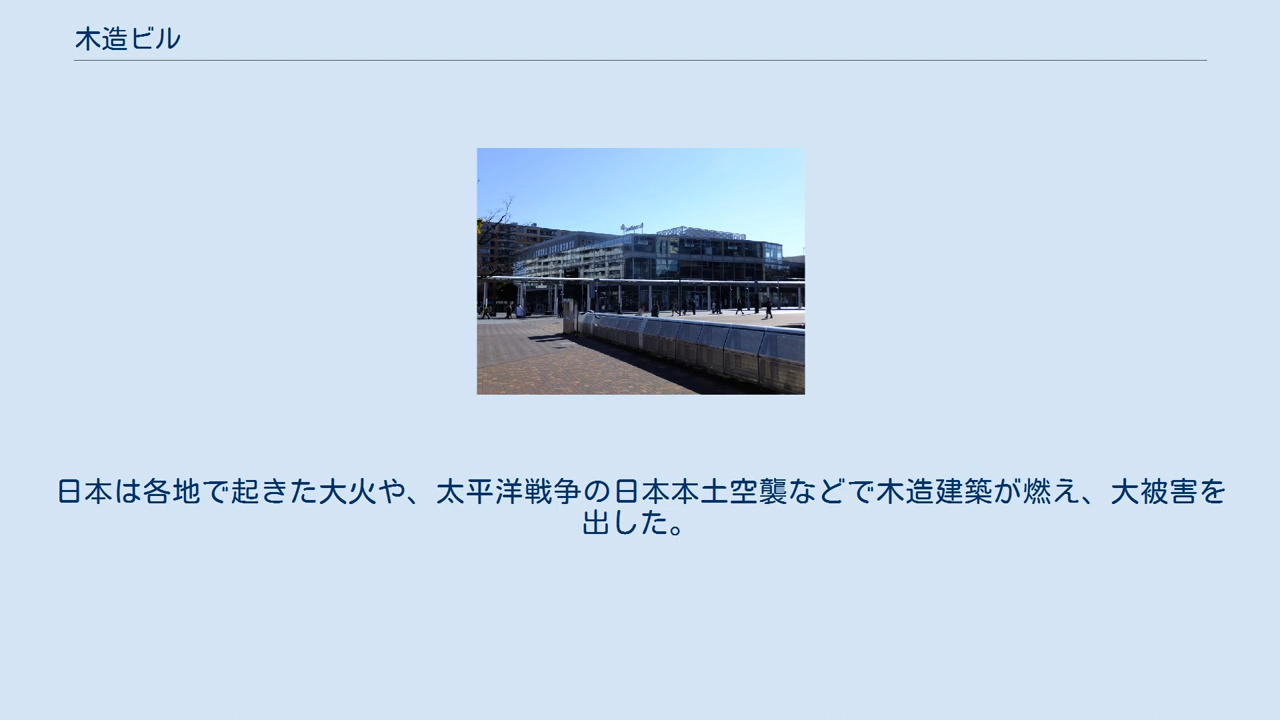 木造ビル
日本は各地で起きた大火や、太平洋戦争の日本本土空襲などで木造建築が燃え、大被害を
出した。